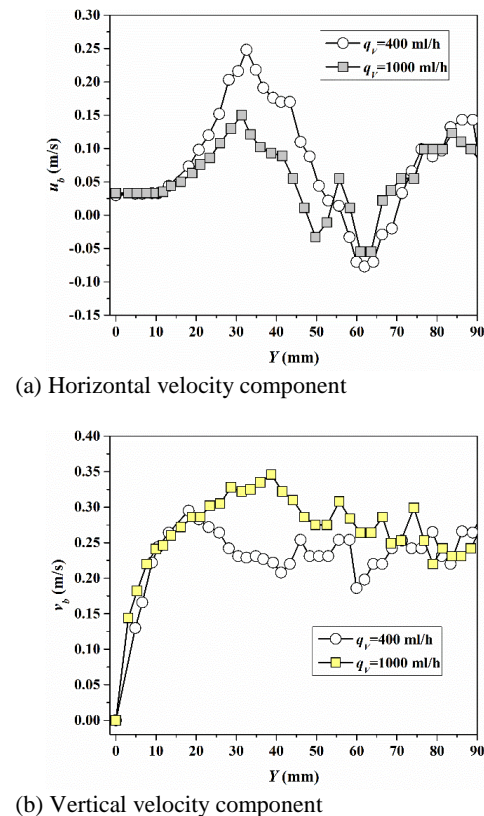 0.30
0.25
0.20
0.15
0.10
0.05
0.00
-0.05
-0.10
-0.15
u_b (m/s)
q_V=400 ml/h
q_V=1000 ml/h
0 10 20 30 40 50 60 70 80 90
Y (mm)
(a) Horizontal velocity component
0.40
0.35
0.30
0.25
0.20
0.15
0.10
0.05
0.00
v_b (m/s)
q_V=400 ml/h
q_V=1000 ml/h
0 10 20 30 40 50 60 70 80 90
Y (mm)
(b) Vertical velocity component